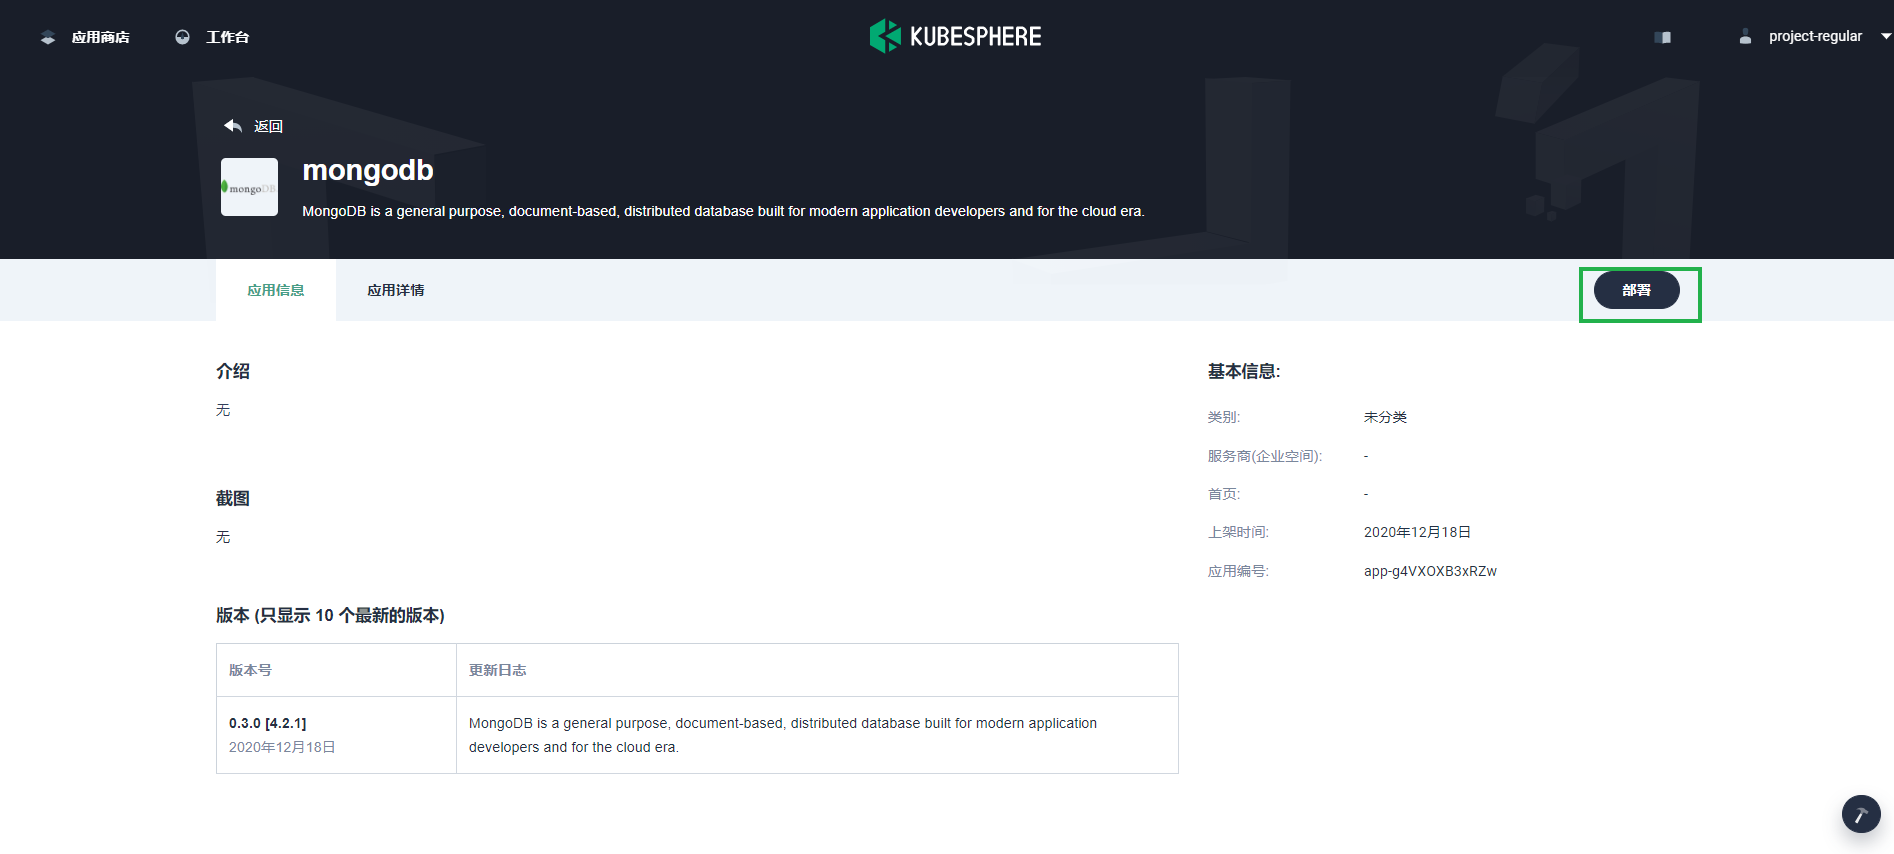 应用商店
工作台
KUBESPHERE
project-regular
返回
mongoDB
mongodb
MongoDB is a general purpose, document-based, distributed database built for modern application developers and for the cloud era.
应用信息
应用详情
部署
介绍
无
截图
无
版本 (只显示 10 个最新的版本)
版本号
更新日志
0.3.0 [4.2.1]
2020年12月18日
MongoDB is a general purpose, document-based, distributed database built for modern application
developers and for the cloud era.
基本信息:
类别:
未分类
服务商(企业空间):
-
首页:
-
上架时间:
2020年12月18日
应用编号:
app-g4VXOXB3xRZw